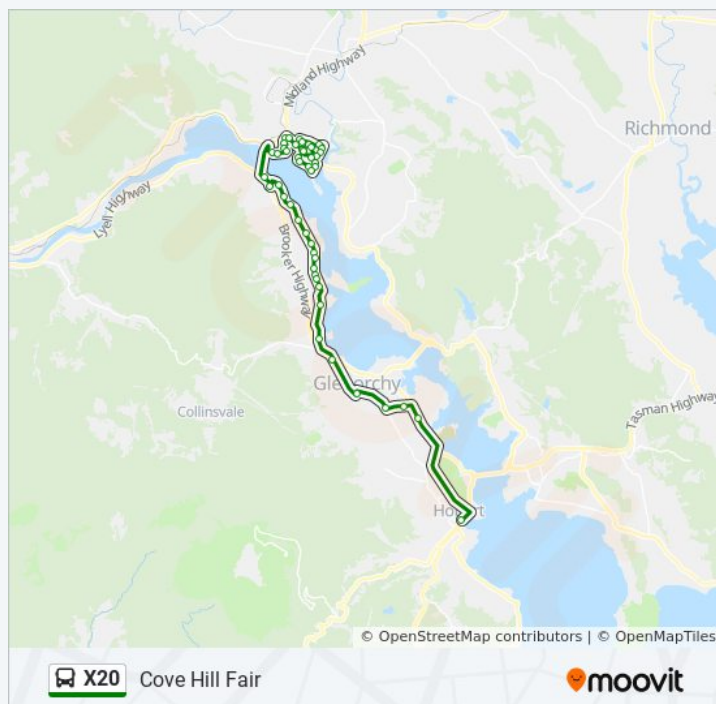 Midland Highway
Richmond
Lyell Highway
Brooker Highway
Glenorchy
Collinsvale
Tasman Highway
Hobart
© OpenStreetMap contributors | © OpenMapTiles
X20 Cove Hill Fair
moovit